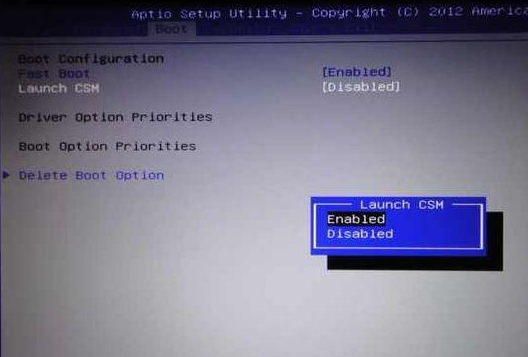 Aptio Setup Utility - Copyright (C) 2012 America
Boot
Boot Configuration
Fast Boot [Enabled]
Launch CSM [Disabled]
Driver Option Priorities
Boot Option Priorities
Delete Boot Option
Launch CSM
Enabled
Disabled